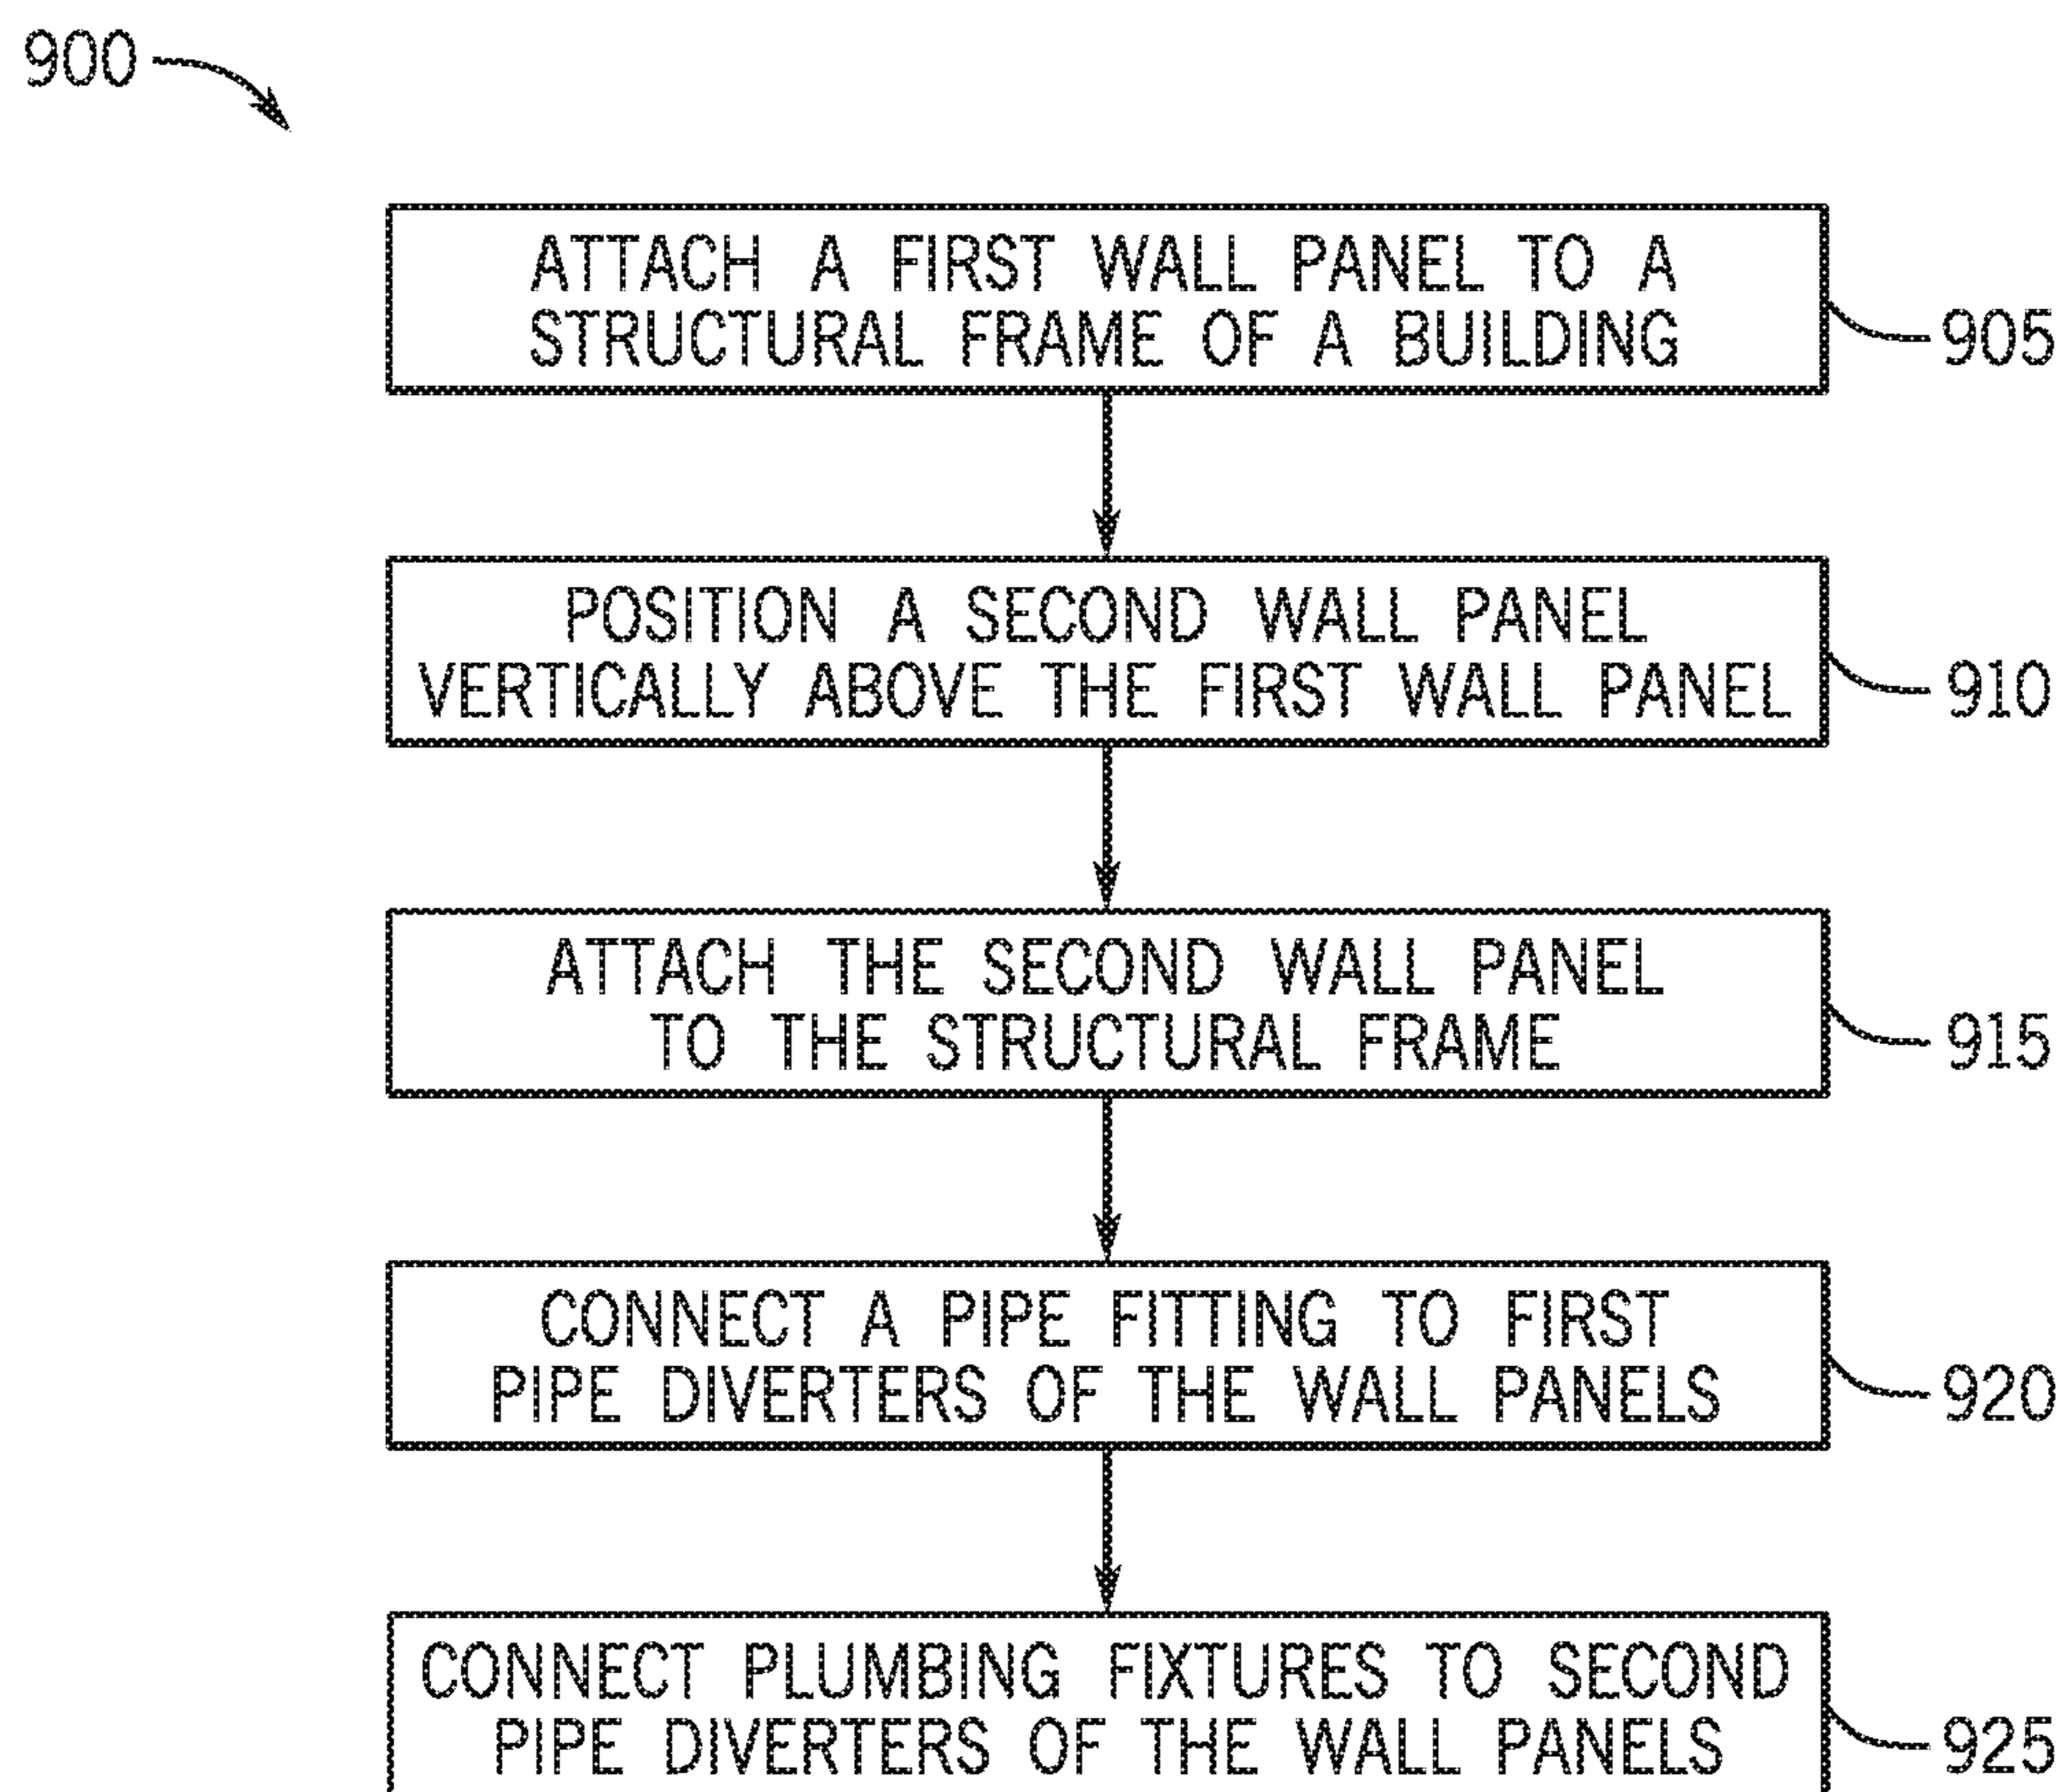 900
ATTACH A FIRST WALL PANEL TO A
STRUCTURAL FRAME OF A BUILDING
905
POSITION A SECOND WALL PANEL
VERTICALLY ABOVE THE FIRST WALL PANEL
910
ATTACH THE SECOND WALL PANEL
TO THE STRUCTURAL FRAME
915
CONNECT A PIPE FITTING TO FIRST
PIPE DIVERTERS OF THE WALL PANELS
920
CONNECT PLUMBING FIXTURES TO SECOND
PIPE DIVERTERS OF THE WALL PANELS
925